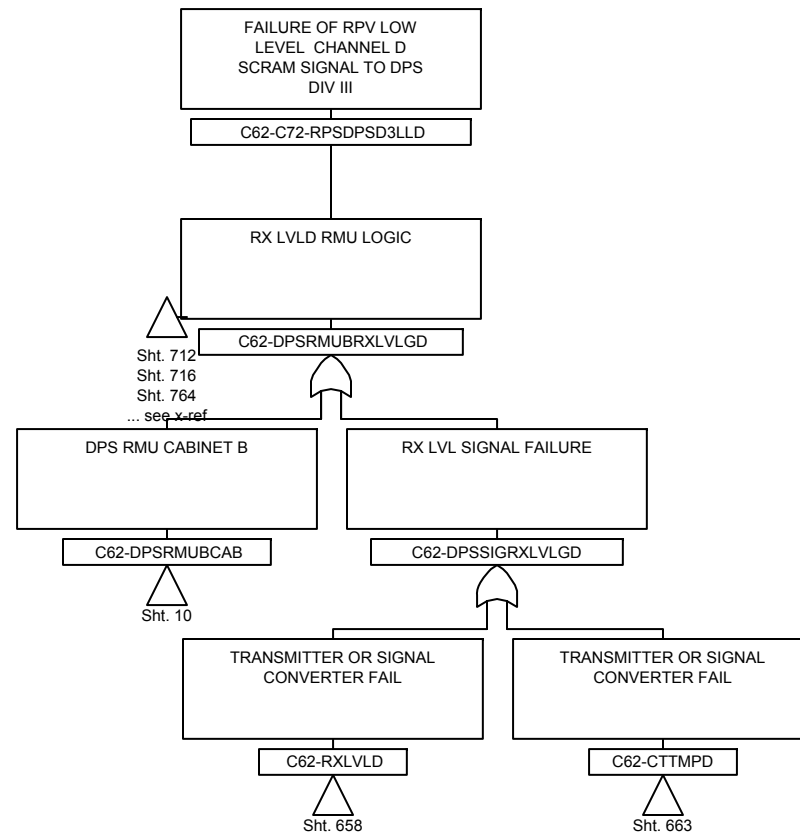 FAILURE OF RPV LOW
LEVEL CHANNEL D
SCRAM SIGNAL TO DPS
DIV III
C62-C72-RPSDPSD3LLD
RX LVLD RMU LOGIC
C62-DPSRMUBRXLVLGD
Sht. 712
Sht. 716
Sht. 764
... see x-ref
DPS RMU CABINET B
C62-DPSRMUBCAB
Sht. 10
RX LVL SIGNAL FAILURE
C62-DPSSIGRXLVLGD
TRANSMITTER OR SIGNAL
CONVERTER FAIL
C62-RXLVLD
Sht. 658
TRANSMITTER OR SIGNAL
CONVERTER FAIL
C62-CTTMPD
Sht. 663